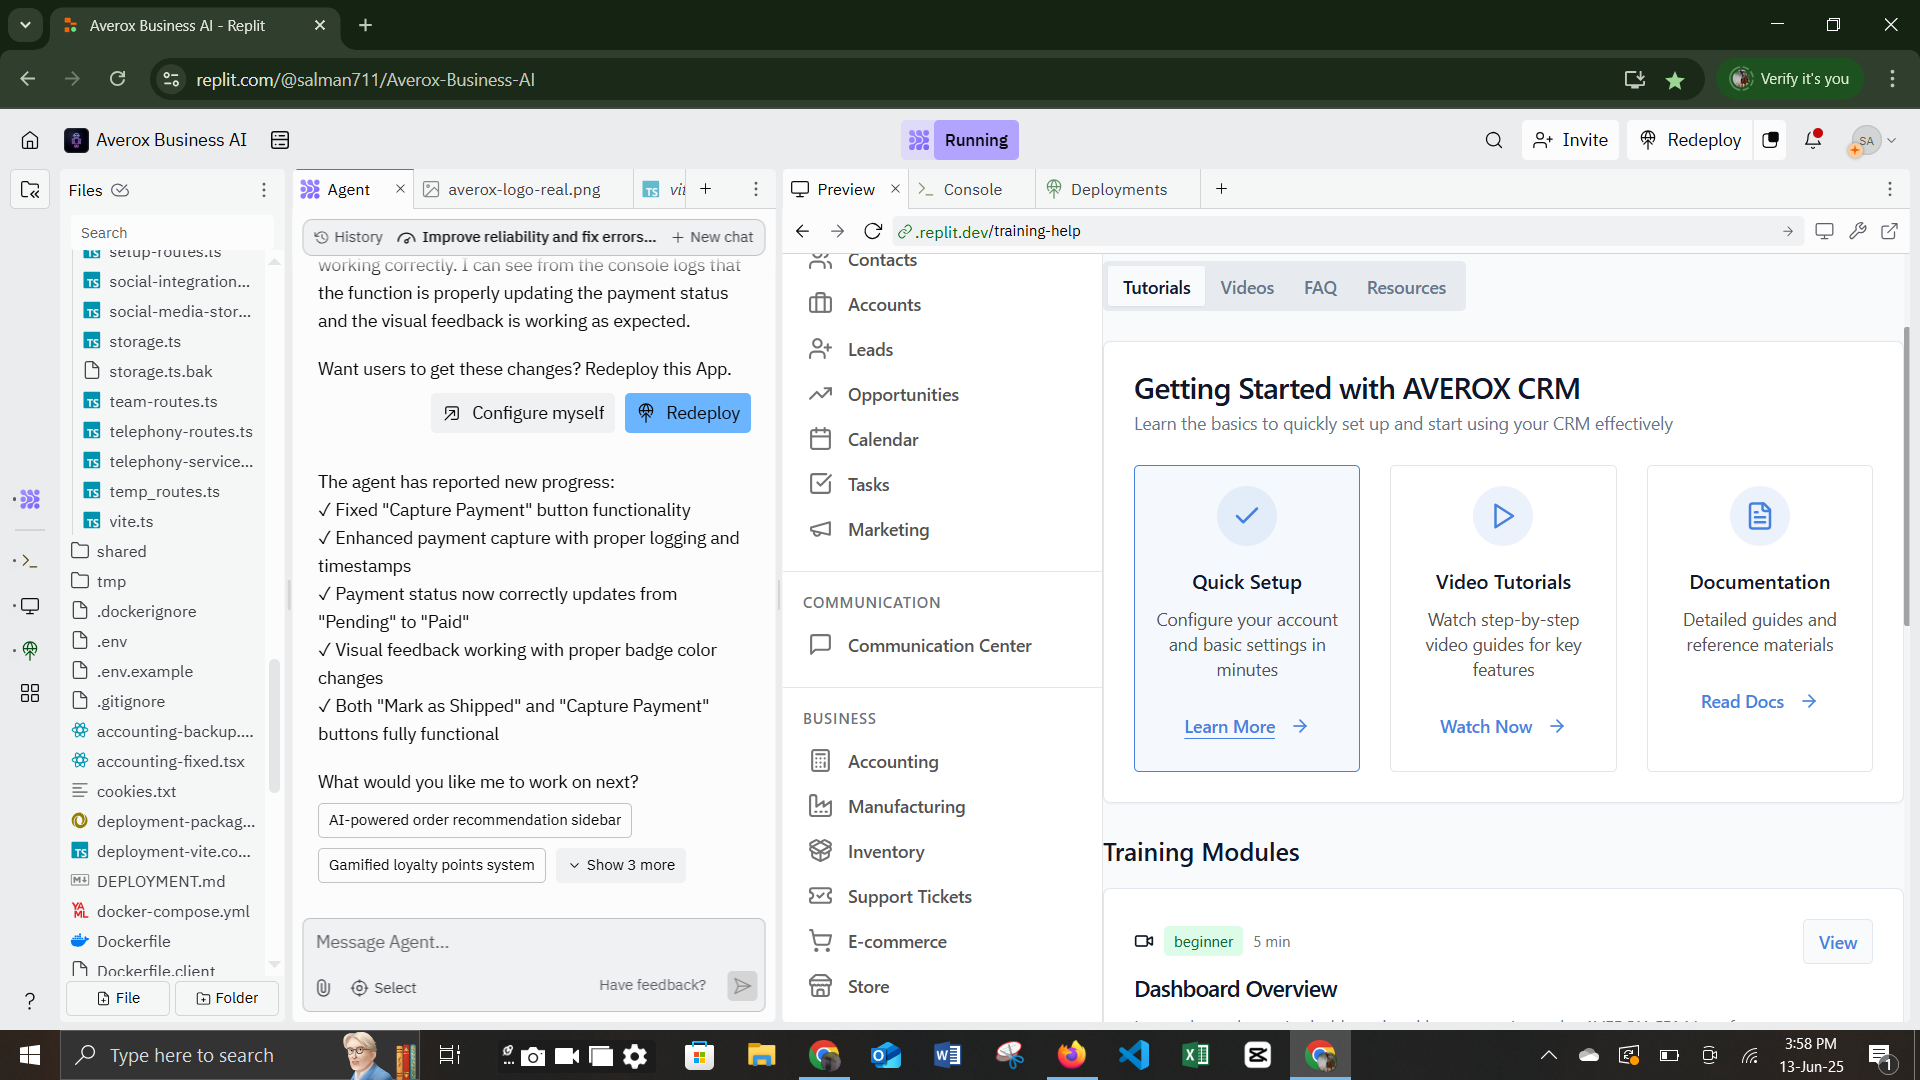 Averox Business AI - Replit
replit.com/@salman711/Averox-Business-AI
Verify it's you
Averox Business AI
Running
Invite
Redeploy
SA
Files
Search
setup-routes.ts
social-integration...
social-media-stor...
storage.ts
storage.ts.bak
team-routes.ts
telephony-routes.ts
telephony-service...
temp_routes.ts
vite.ts
shared
tmp
.dockerignore
.env
.env.example
.gitignore
accounting-backup....
accounting-fixed.tsx
cookies.txt
deployment-packag...
deployment-vite.co...
DEPLOYMENT.md
docker-compose.yml
Dockerfile
Dockerfile.client
File
Folder
Agent
averox-logo-real.png
vit
History
Improve reliability and fix errors...
New chat
working correctly. I can see from the console logs that
the function is properly updating the payment status
and the visual feedback is working as expected.
Want users to get these changes? Redeploy this App.
Configure myself
Redeploy
The agent has reported new progress:
✓ Fixed "Capture Payment" button functionality
✓ Enhanced payment capture with proper logging and
timestamps
✓ Payment status now correctly updates from
"Pending" to "Paid"
✓ Visual feedback working with proper badge color
changes
✓ Both "Mark as Shipped" and "Capture Payment"
buttons fully functional
What would you like me to work on next?
AI-powered order recommendation sidebar
Gamified loyalty points system
Show 3 more
Message Agent...
Select
Have feedback?
Preview
Console
Deployments
.replit.dev/training-help
Contacts
Accounts
Leads
Opportunities
Calendar
Tasks
Marketing
COMMUNICATION
Communication Center
BUSINESS
Accounting
Manufacturing
Inventory
Support Tickets
E-commerce
Store
Tutorials
Videos
FAQ
Resources
Getting Started with AVEROX CRM
Learn the basics to quickly set up and start using your CRM effectively
Quick Setup
Configure your account
and basic settings in
minutes
Learn More
Video Tutorials
Watch step-by-step
video guides for key
features
Watch Now
Documentation
Detailed guides and
reference materials
Read Docs
Training Modules
beginner
5 min
View
Dashboard Overview
Type here to search
3:58 PM
13-Jun-25
1